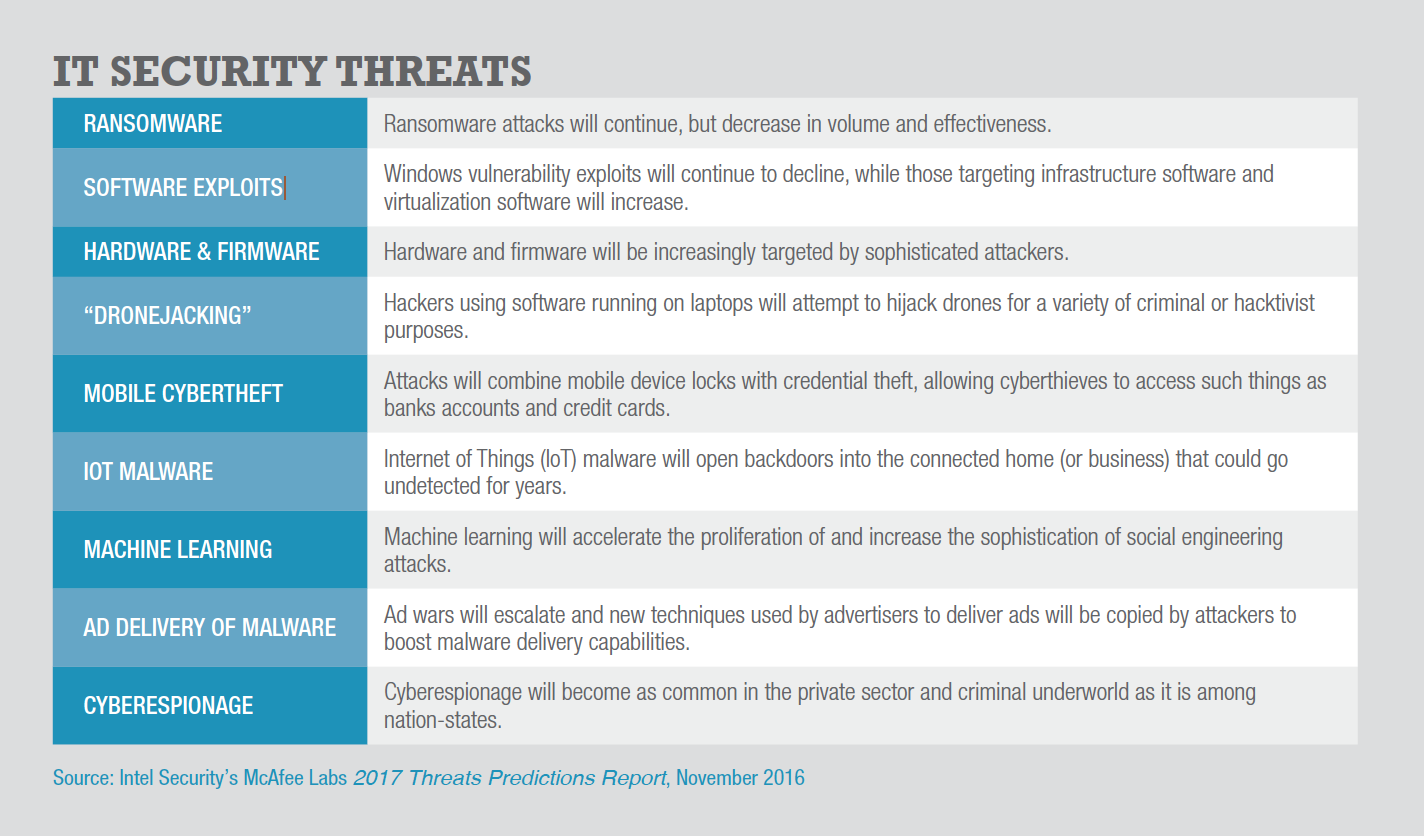 IT SECURITY THREATS
RANSOMWARE
Ransomware attacks will continue, but decrease in volume and effectiveness.
SOFTWARE EXPLOITS
Windows vulnerability exploits will continue to decline, while those targeting infrastructure software and
virtualization software will increase.
HARDWARE & FIRMWARE
Hardware and firmware will be increasingly targeted by sophisticated attackers.
“DRONEJACKING”
Hackers using software running on laptops will attempt to hijack drones for a variety of criminal or hacktivist
purposes.
MOBILE CYBERTHEFT
Attacks will combine mobile device locks with credential theft, allowing cyberthieves to access such things as
banks accounts and credit cards.
IOT MALWARE
Internet of Things (IoT) malware will open backdoors into the connected home (or business) that could go
undetected for years.
MACHINE LEARNING
Machine learning will accelerate the proliferation of and increase the sophistication of social engineering
attacks.
AD DELIVERY OF MALWARE
Ad wars will escalate and new techniques used by advertisers to deliver ads will be copied by attackers to
boost malware delivery capabilities.
CYBERESPIONAGE
Cyberespionage will become as common in the private sector and criminal underworld as it is among
nation-states.
Source: Intel Security’s McAfee Labs 2017 Threats Predictions Report, November 2016